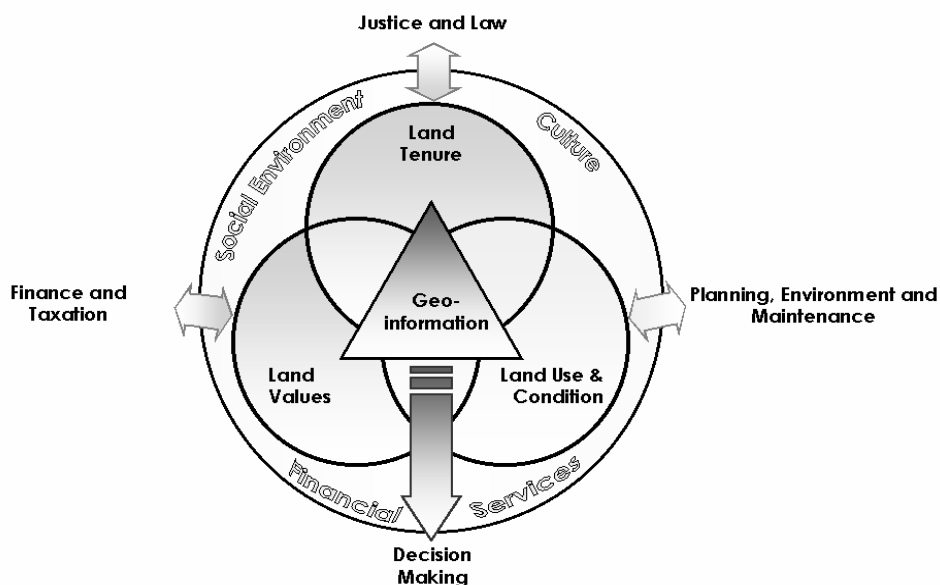 Justice and Law
Social Environment
Culture
Land
Tenure
Finance and
Taxation
Geo-
information
Planning, Environment and
Maintenance
Land
Values
Land Use &
Condition
Financial
Services
Decision
Making